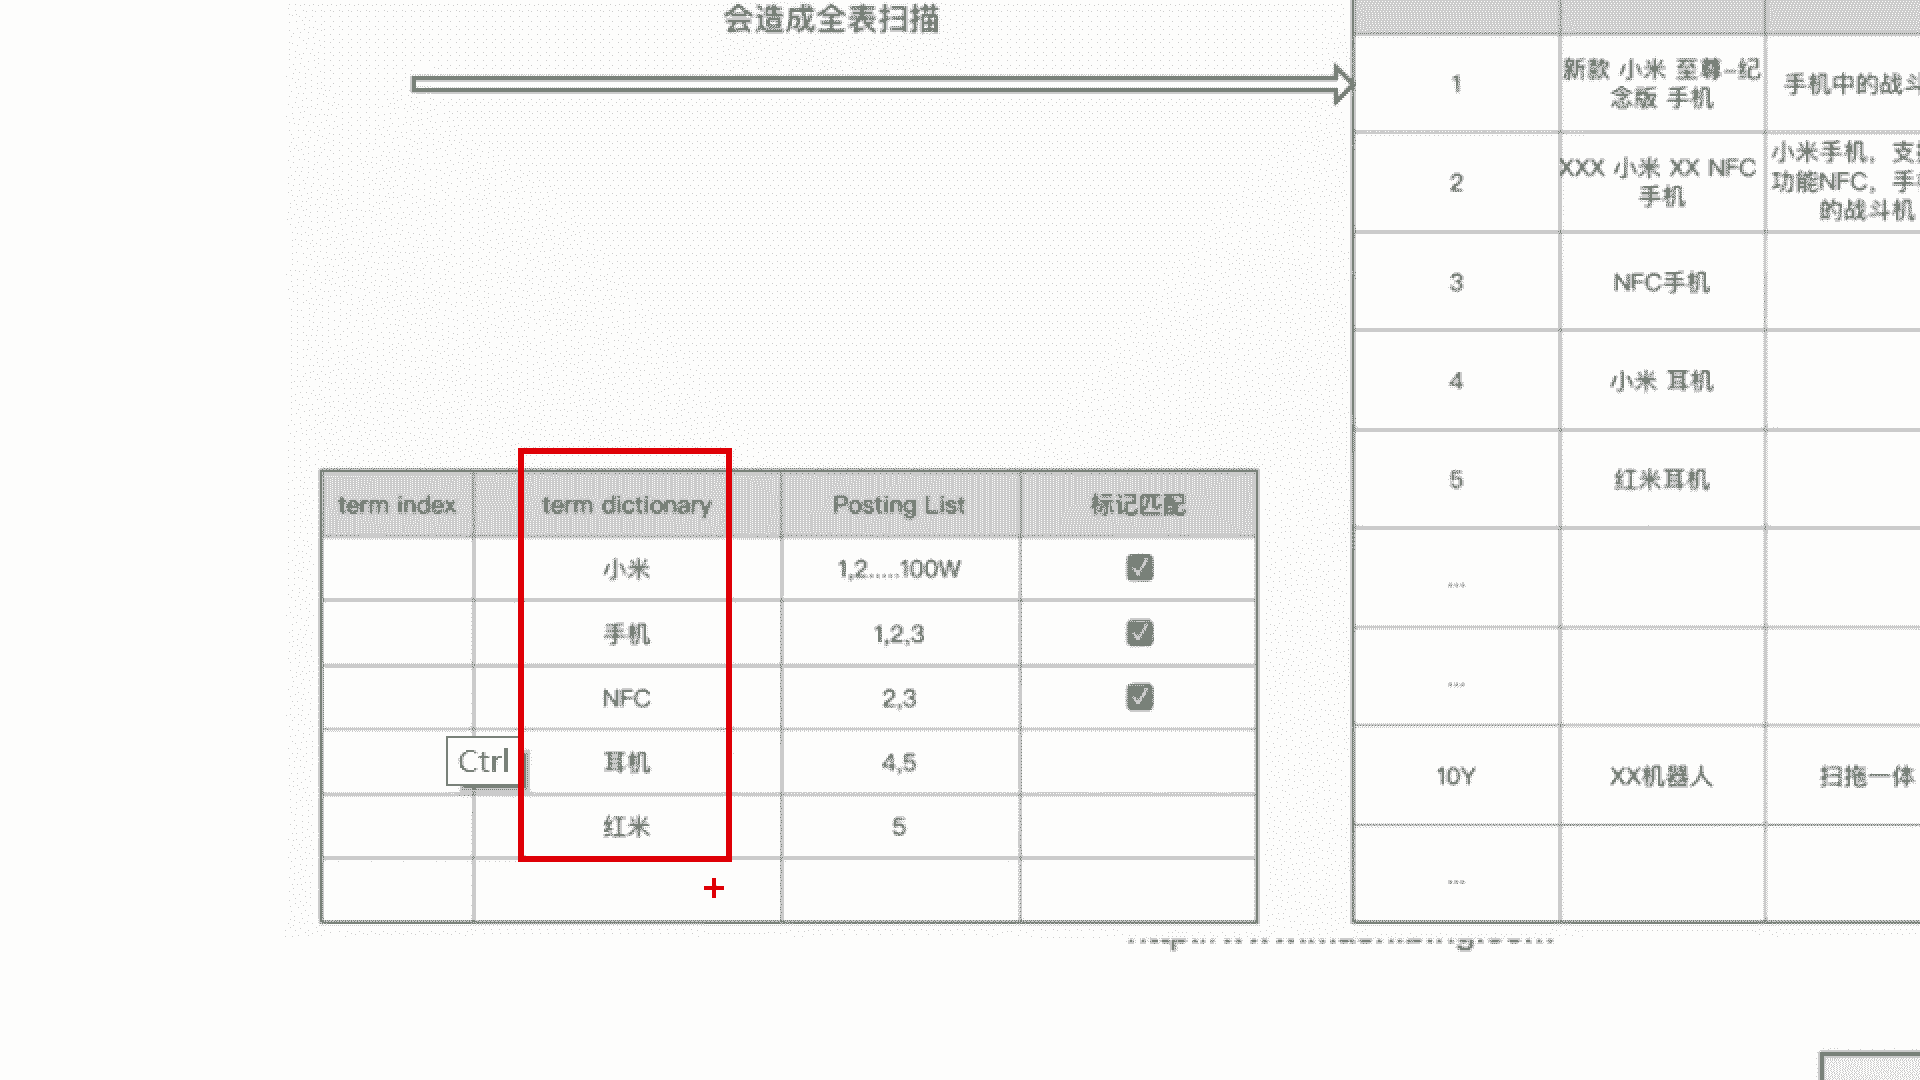 会造成全表扫描
1
新款 小米 至尊-纪
念版 手机
手机中的战斗
2
XXX 小米 XX NFC
手机
小米手机，支
功能NFC，手
的战斗机
3
NFC手机
4
小米 耳机
5
红米耳机
...
...
10Y
XX机器人
扫拖一体
...
term index
term dictionary
Posting List
标记匹配
小米
1,2.....100W
手机
1,2,3
NFC
2,3
Ctrl
耳机
4,5
红米
5